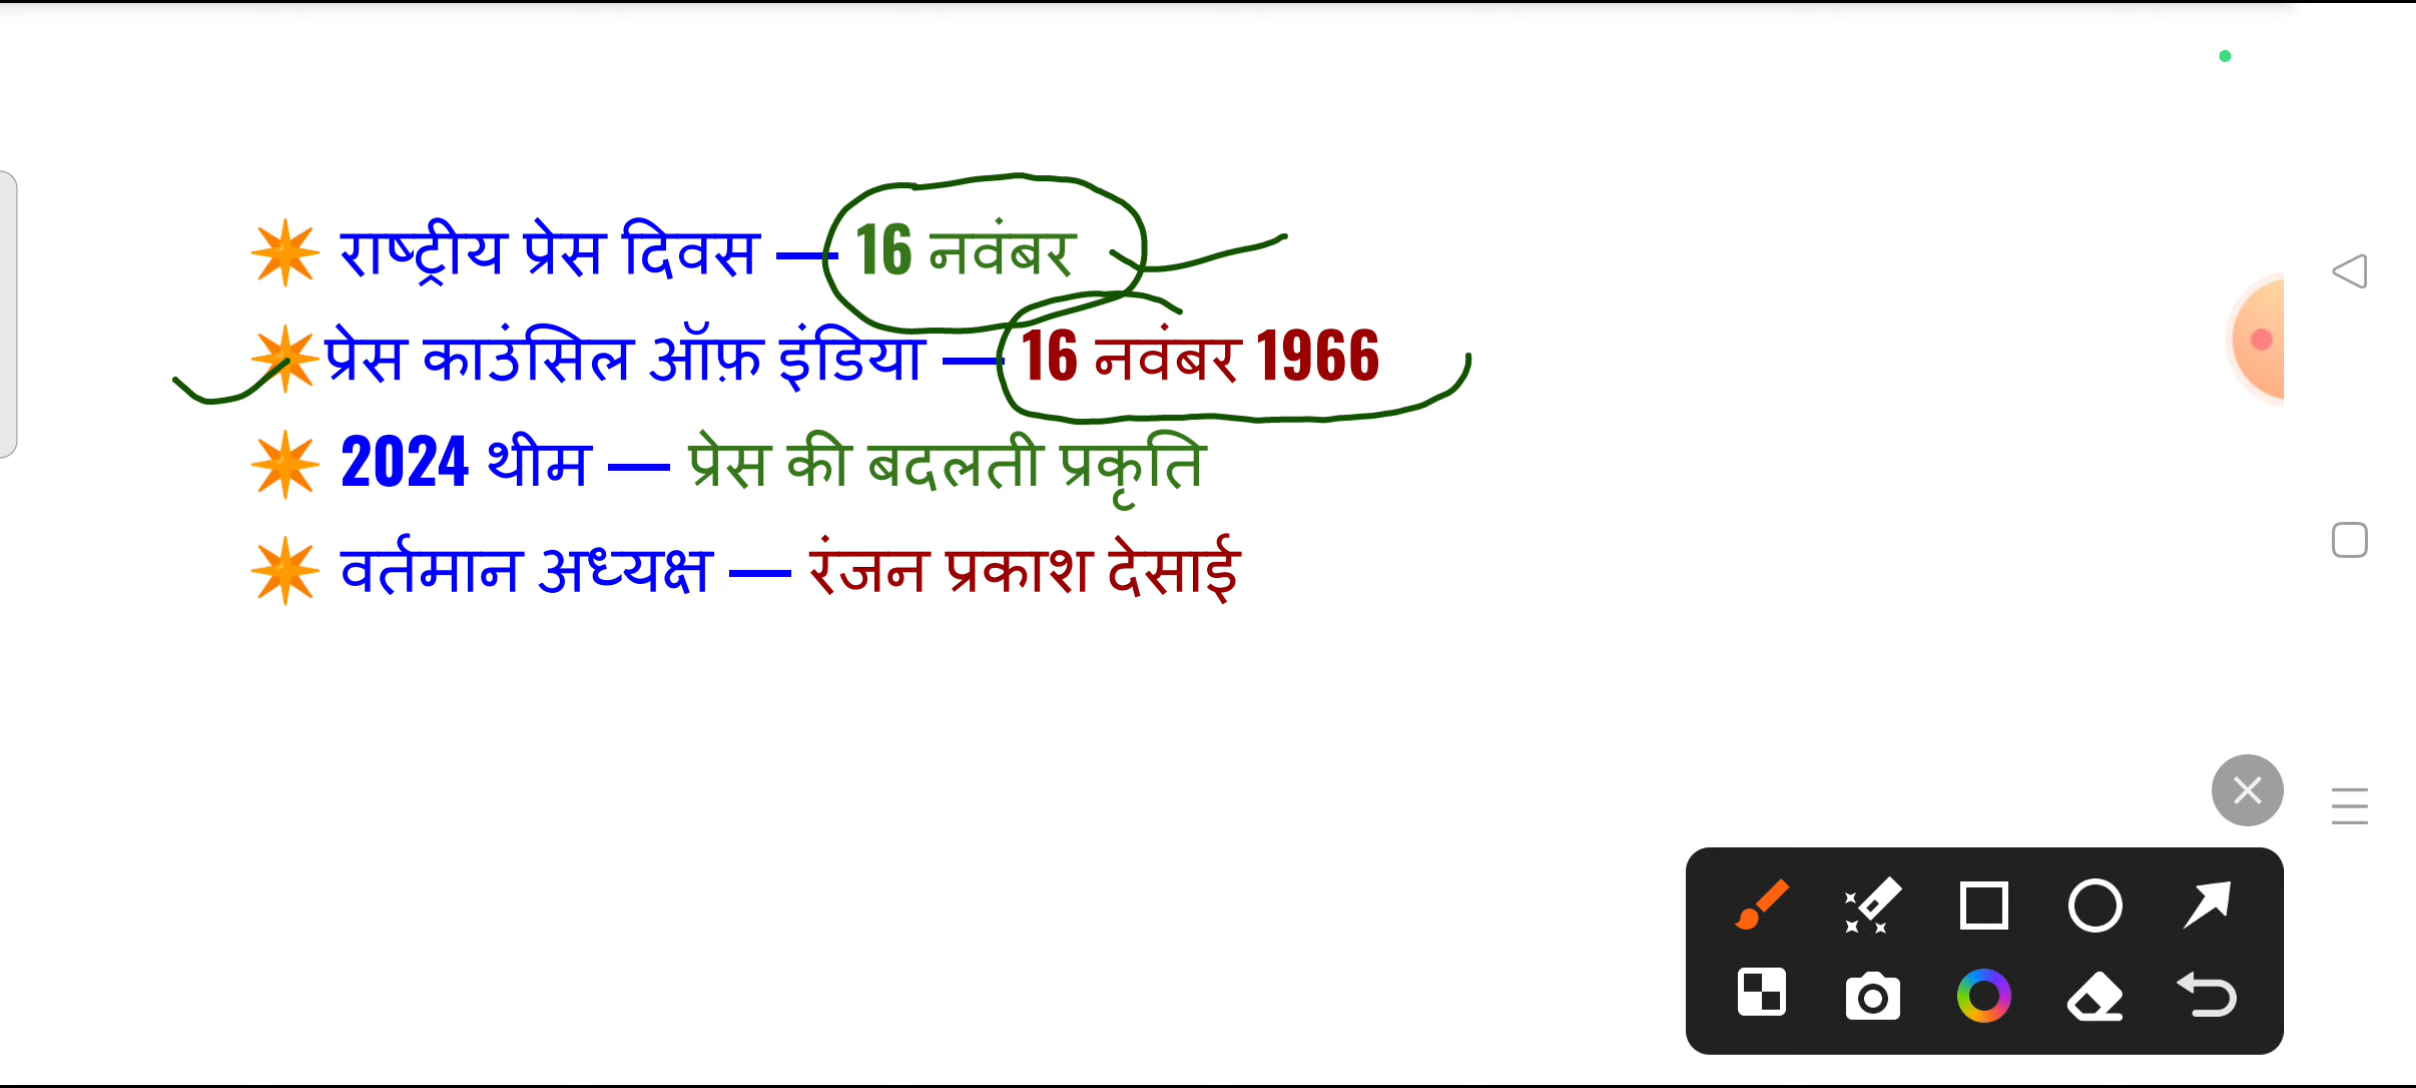 राष्ट्रीय प्रेस दिवस — 16 नवंबर
प्रेस काउंसिल ऑफ़ इंडिया — 16 नवंबर 1966
2024 थीम — प्रेस की बदलती प्रकृति
वर्तमान अध्यक्ष — रंजन प्रकाश देसाई